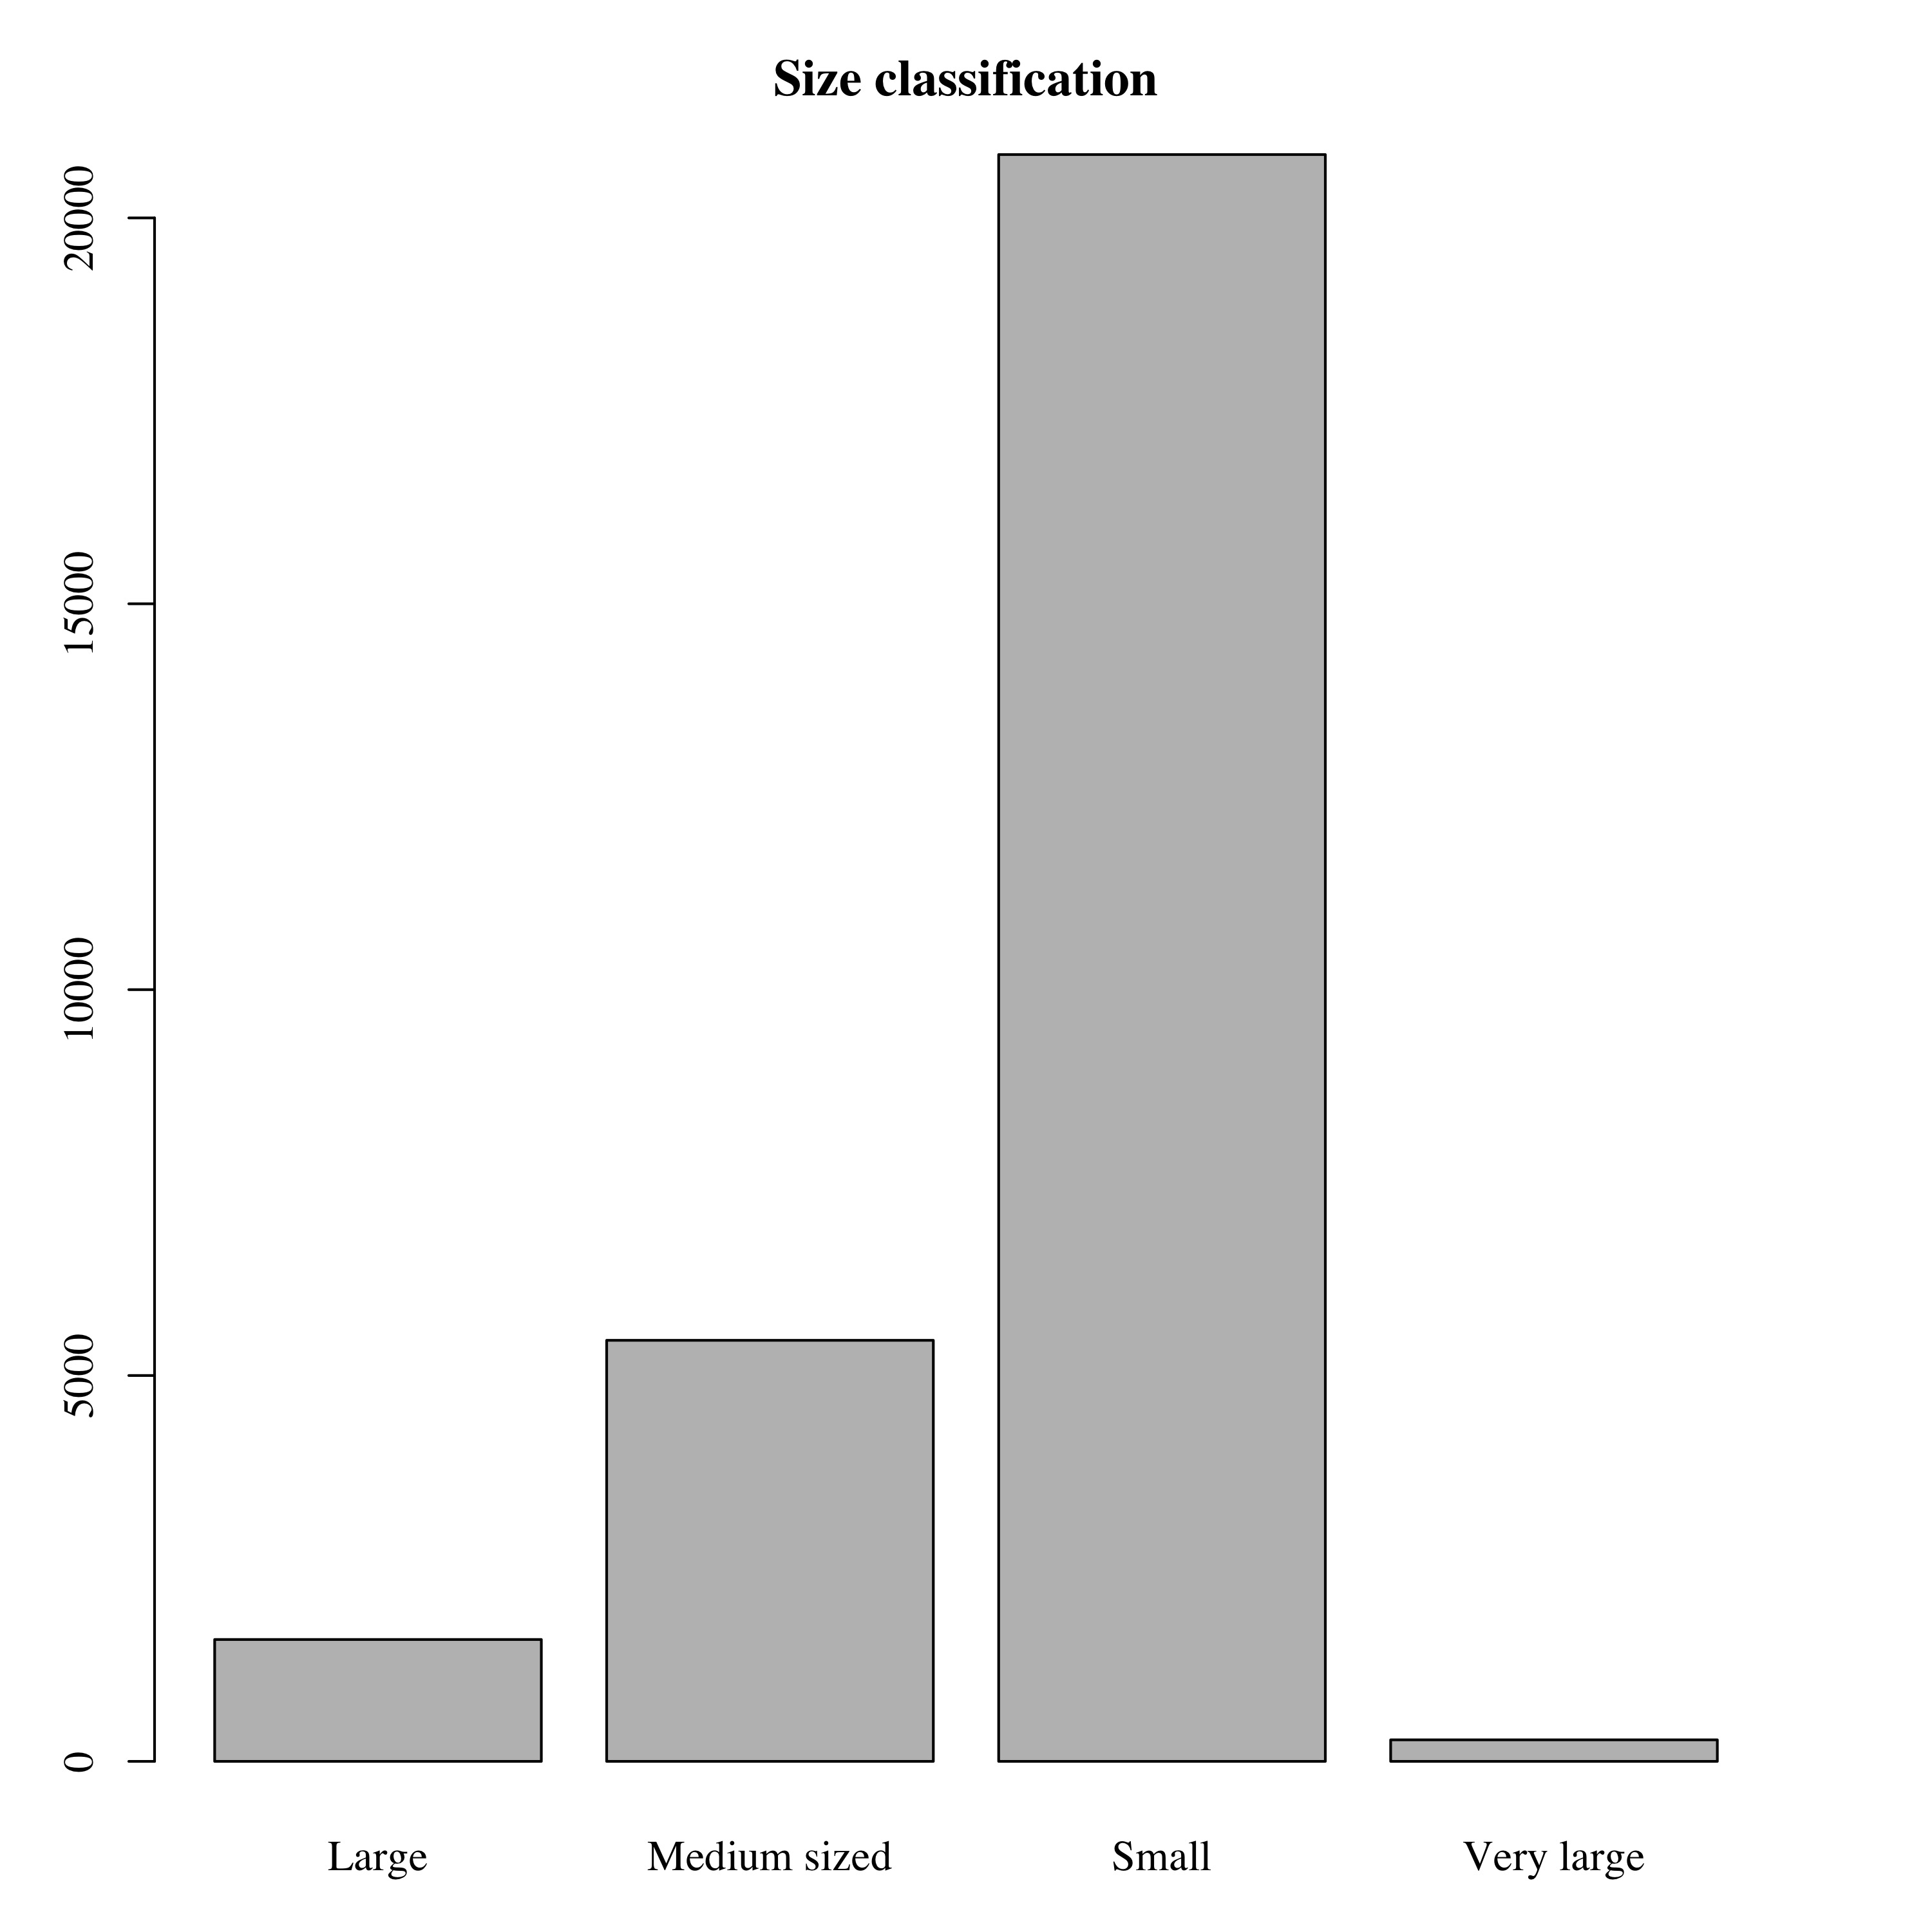 Size classification
20000
15000
10000
5000
0
Large
Medium sized
Small
Very large